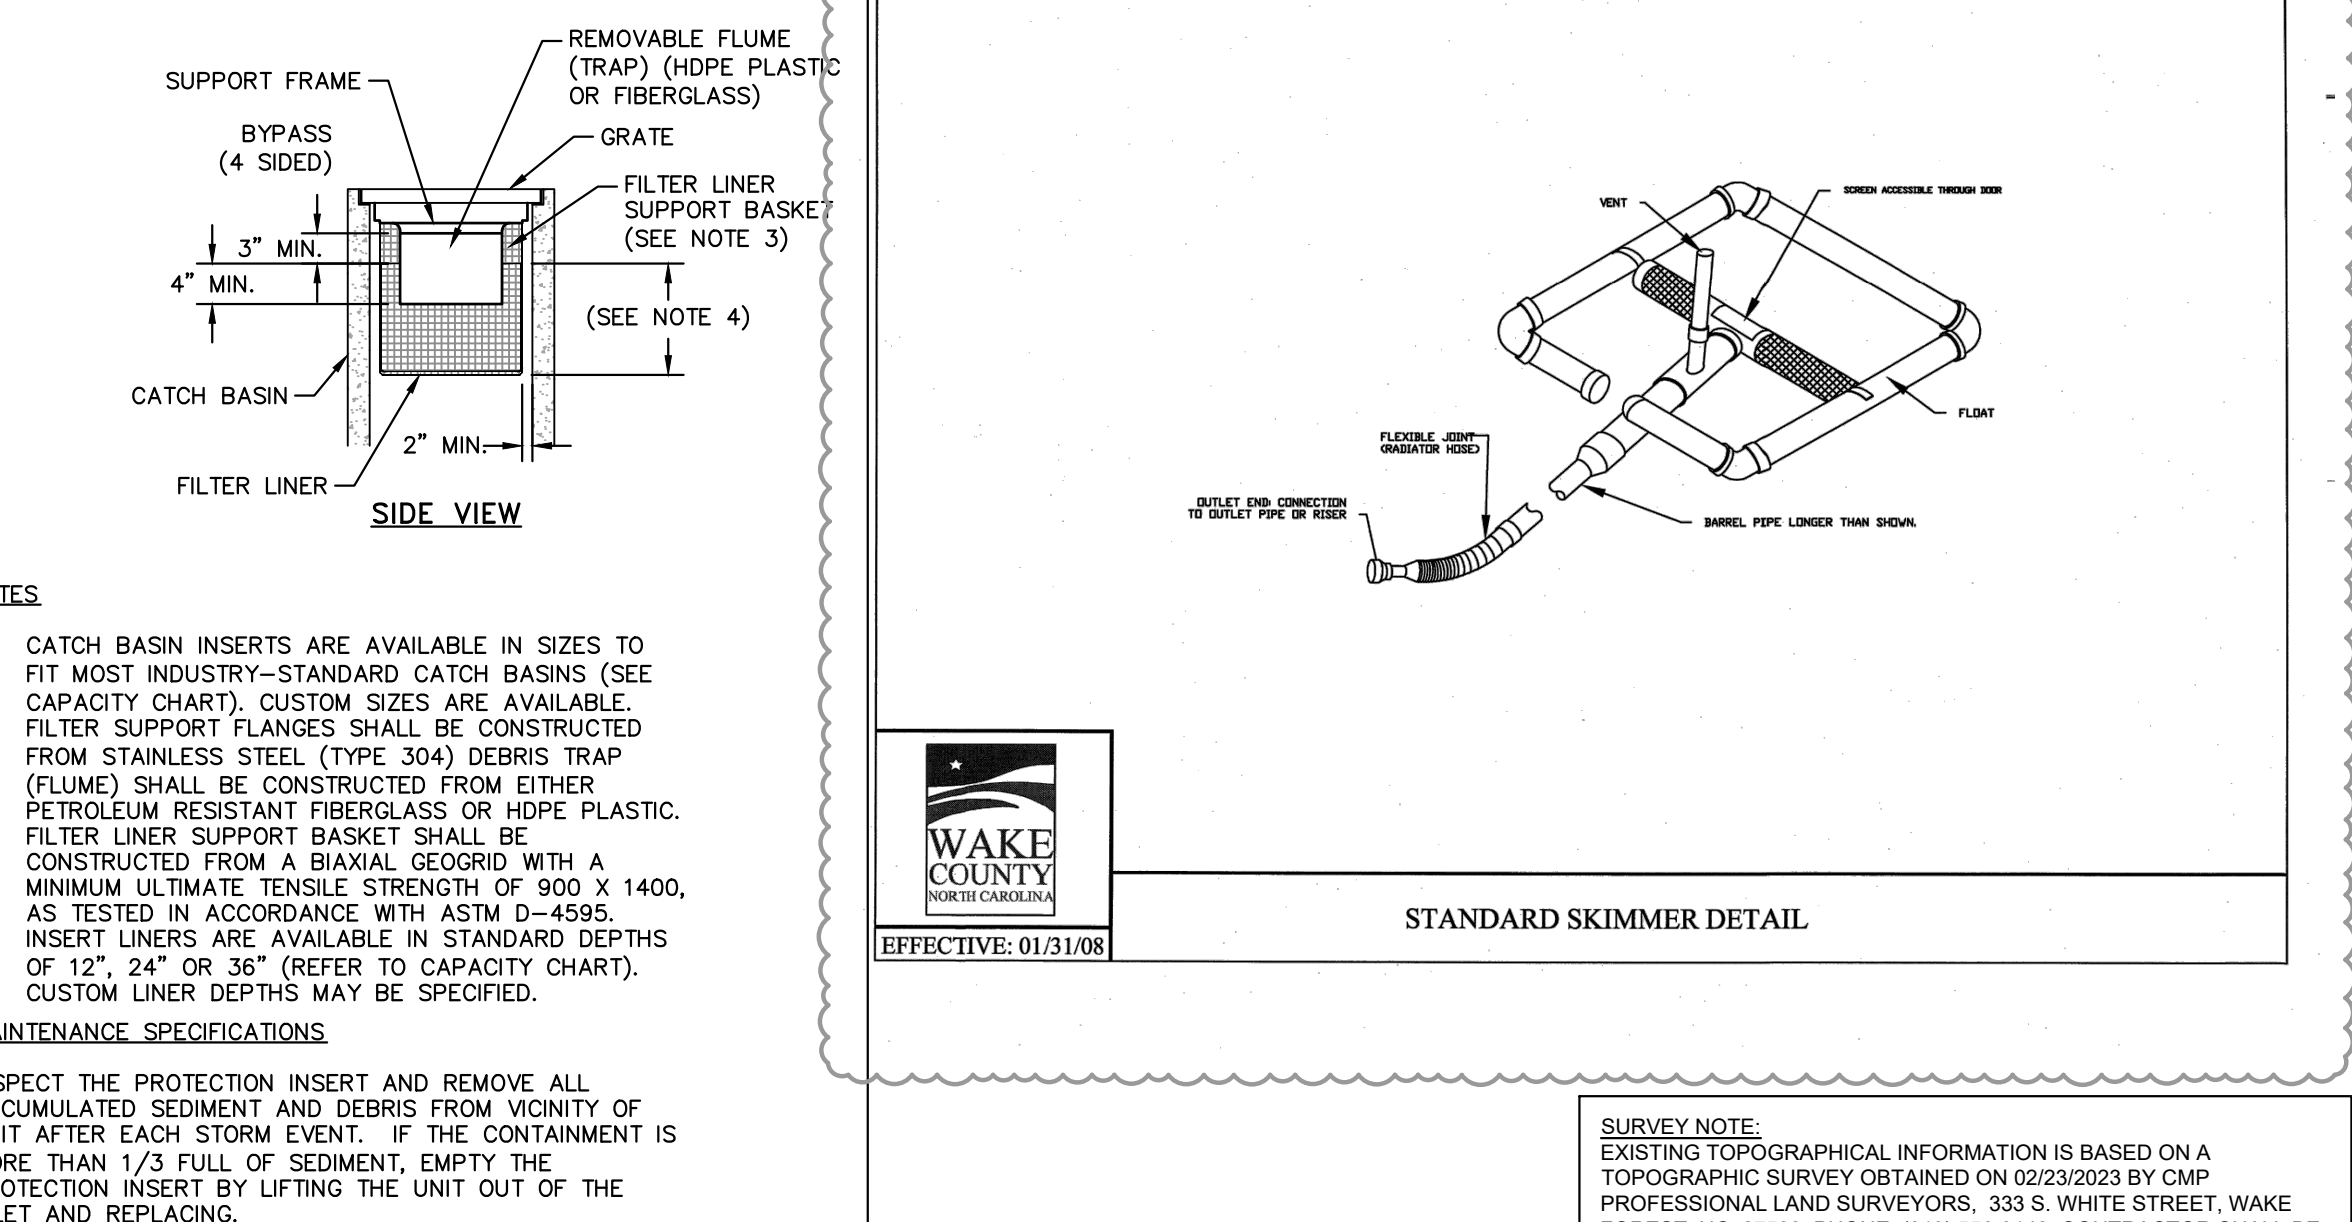 REMOVABLE FLUME
(TRAP) (HDPE PLASTIC
OR FIBERGLASS)
SUPPORT FRAME
BYPASS
(4 SIDED)
GRATE
FILTER LINER
SUPPORT BASKET
(SEE NOTE 3)
3" MIN.
4" MIN.
(SEE NOTE 4)
CATCH BASIN
2" MIN.
FILTER LINER
SIDE VIEW
TES
CATCH BASIN INSERTS ARE AVAILABLE IN SIZES TO
FIT MOST INDUSTRY–STANDARD CATCH BASINS (SEE
CAPACITY CHART). CUSTOM SIZES ARE AVAILABLE.
FILTER SUPPORT FLANGES SHALL BE CONSTRUCTED
FROM STAINLESS STEEL (TYPE 304) DEBRIS TRAP
(FLUME) SHALL BE CONSTRUCTED FROM EITHER
PETROLEUM RESISTANT FIBERGLASS OR HDPE PLASTIC.
FILTER LINER SUPPORT BASKET SHALL BE
CONSTRUCTED FROM A BIAXIAL GEOGRID WITH A
MINIMUM ULTIMATE TENSILE STRENGTH OF 900 X 1400,
AS TESTED IN ACCORDANCE WITH ASTM D–4595.
INSERT LINERS ARE AVAILABLE IN STANDARD DEPTHS
OF 12", 24" OR 36" (REFER TO CAPACITY CHART).
CUSTOM LINER DEPTHS MAY BE SPECIFIED.
AINTENANCE SPECIFICATIONS
SPECT THE PROTECTION INSERT AND REMOVE ALL
CUMULATED SEDIMENT AND DEBRIS FROM VICINITY OF
IT AFTER EACH STORM EVENT. IF THE CONTAINMENT IS
ORE THAN 1/3 FULL OF SEDIMENT, EMPTY THE
OTECTION INSERT BY LIFTING THE UNIT OUT OF THE
LET AND REPLACING.
VENT
SCREEN ACCESSIBLE THROUGH DOOR
FLOAT
FLEXIBLE JOINT
(RADIATOR HOSE)
OUTLET END: CONNECTION
TO OUTLET PIPE OR RISER
BARREL PIPE LONGER THAN SHOWN.
WAKE
COUNTY
NORTH CAROLINA
EFFECTIVE: 01/31/08
STANDARD SKIMMER DETAIL
SURVEY NOTE:
EXISTING TOPOGRAPHICAL INFORMATION IS BASED ON A
TOPOGRAPHIC SURVEY OBTAINED ON 02/23/2023 BY CMP
PROFESSIONAL LAND SURVEYORS, 333 S. WHITE STREET, WAKE